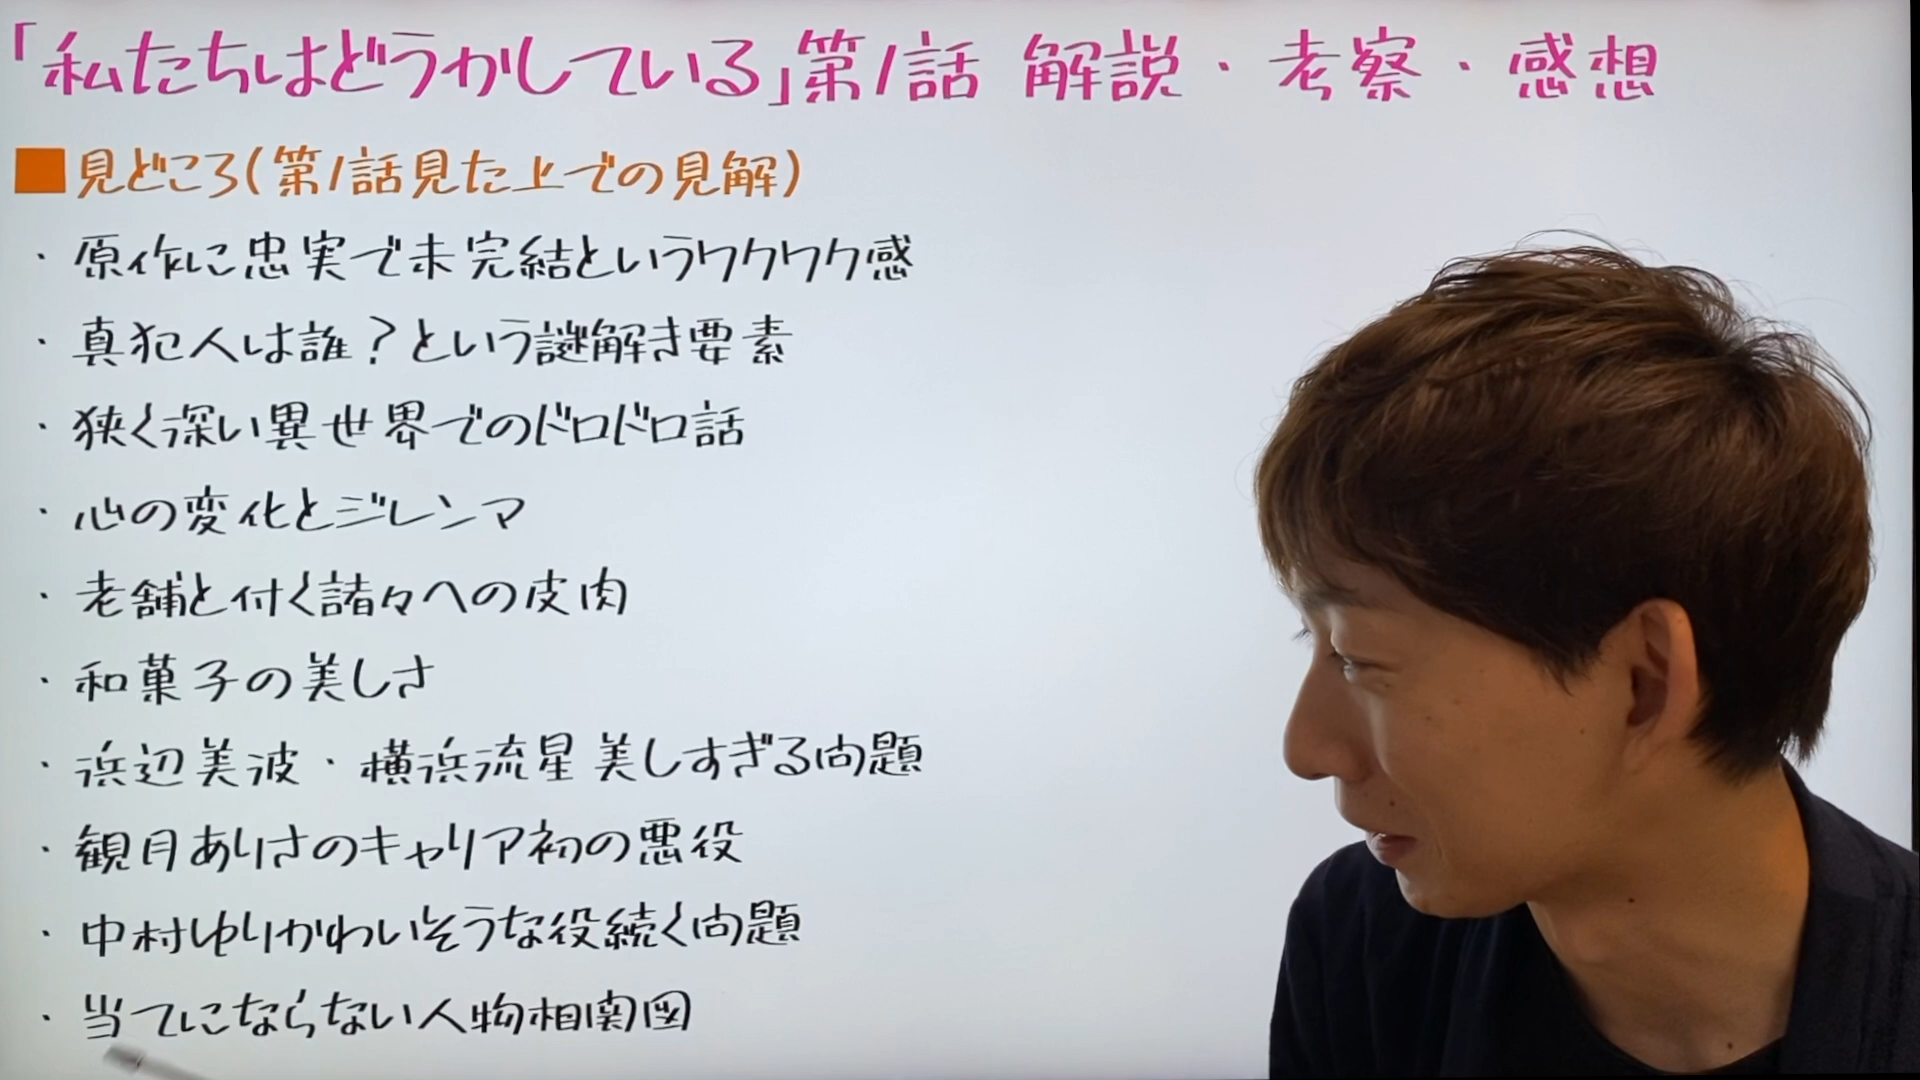 「私たちはどうかしている」第1話 解説・考察・感想
■見どころ(第1話見た上での見解)
・原作に忠実で未完結というワクワク感
・真犯人は誰?という謎解き要素
・狭く深い異世界でのドロドロ話
・心の変化とジレンマ
・老舗と付く諸々への皮肉
・和菓子の美しさ
・浜辺美波・横浜流星美しすぎる問題
・観月ありさのキャリア初の悪役
・中村ゆりかわいそうな役続く問題
・当てにならない人物相関図